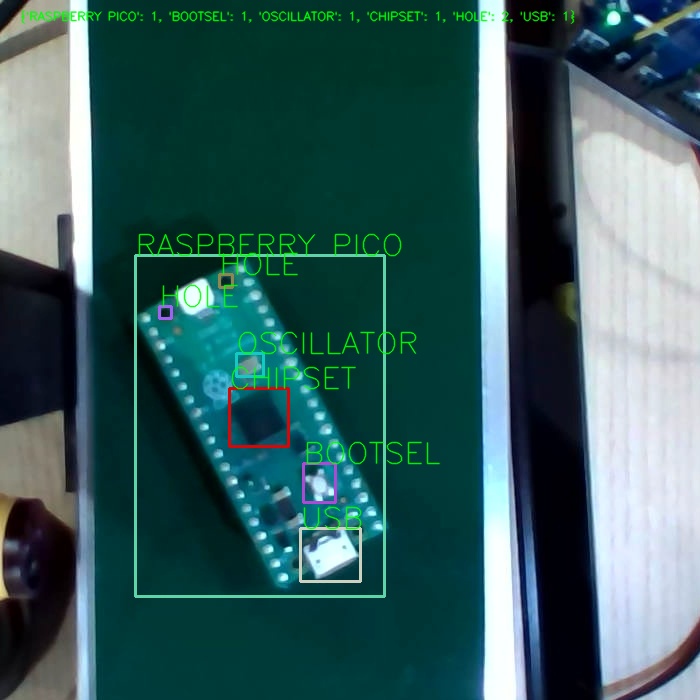 {'RASPBERRY PICO': 1, 'BOOTSEL': 1, 'OSCILLATOR': 1, 'CHIPSET': 1, 'HOLE': 2, 'USB': 1}
RASPBERRY PICO
HOLE
HOLE
OSCILLATOR
CHIPSET
BOOTSEL
USB